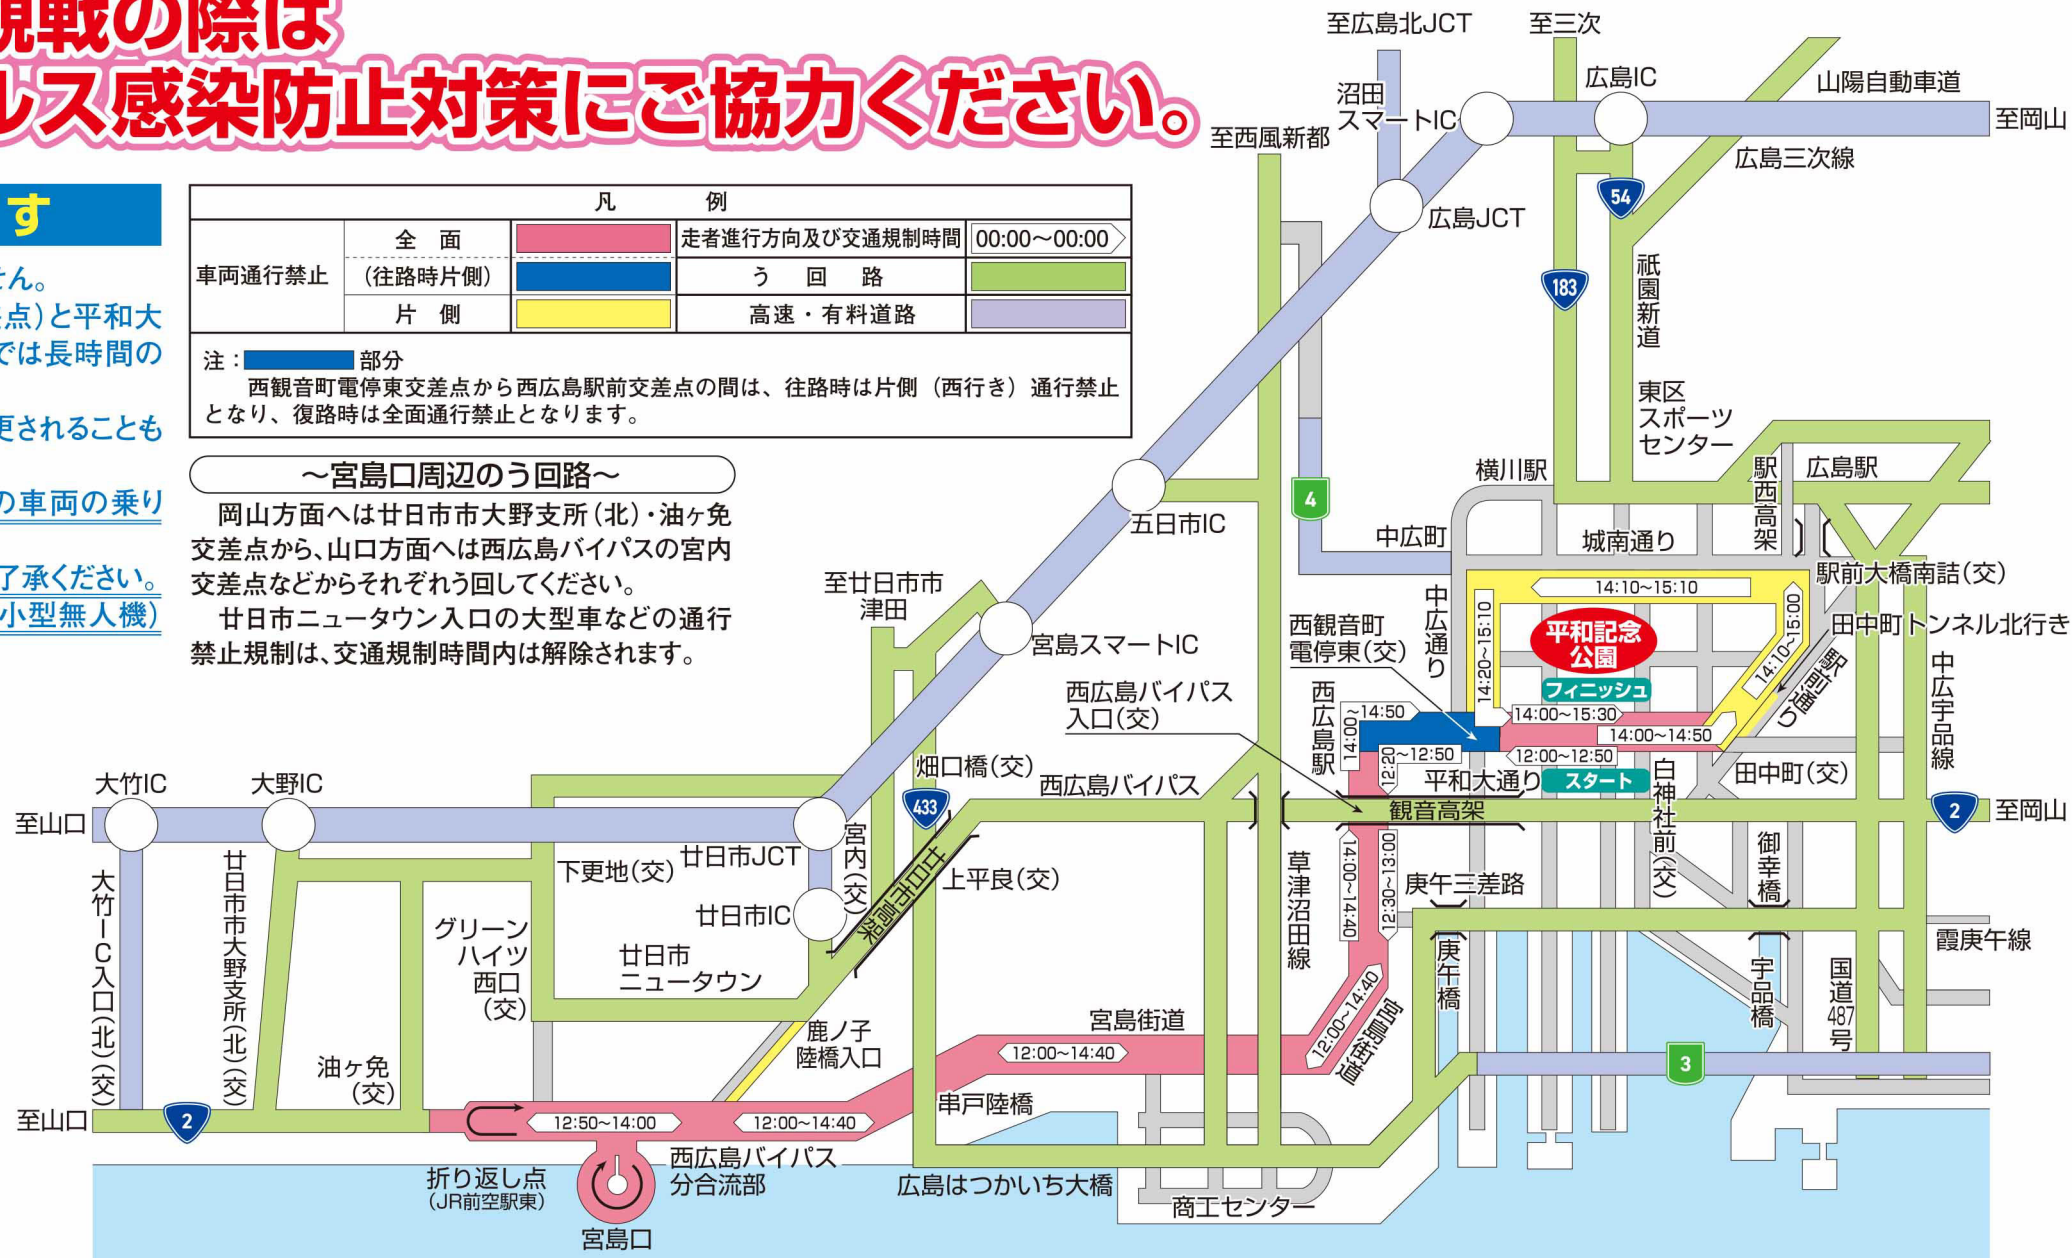 観戦の際は
ルス感染防止対策にご協力ください。
す
せん。
差点)と平和大
では長時間の
更されることも
の車両の乗り
了承ください。
小型無人機)
凡 例
車両通行禁止
全 面
走者進行方向及び交通規制時間
00:00～00:00
(往路時片側)
う 回 路
片 側
高速・有料道路
注： 部分
西観音町電停東交差点から西広島駅前交差点の間は、往路時は片側（西行き）通行禁止
となり、復路時は全面通行禁止となります。
～宮島口周辺のう回路～
岡山方面へは廿日市市大野支所(北)・油ヶ免
交差点から、山口方面へは西広島バイパスの宮内
交差点などからそれぞれう回してください。
廿日市ニュータウン入口の大型車などの通行
禁止規制は、交通規制時間内は解除されます。
至広島北JCT
至三次
沼田
スマートIC
広島IC
山陽自動車道
至岡山
至西風新都
広島三次線
54
広島JCT
183
祇園新道
東区
スポーツ
センター
横川駅
駅西高架
広島駅
4
五日市IC
中広町
城南通り
駅前大橋南詰(交)
至廿日市市
津田
宮島スマートIC
中広通り
14:10～15:10
14:20～15:10
14:10～15:00
平和記念
公園
田中町トンネル北行き
駅前通り
中広宇品線
西観音町
電停東(交)
フィニッシュ
西広島バイパス
入口(交)
西広島駅
14:00～14:50
14:00～15:30
14:00～14:50
12:20～12:50
12:00～12:50
平和大通り
スタート
白神社前(交)
田中町(交)
大竹IC
大野IC
畑口橋(交)
433
西広島バイパス
観音高架
2
至岡山
至山口
宮内(交)
廿日市JCT
下更地(交)
廿日市高架
上平良(交)
草津沼田線
14:00～14:40
12:30～13:00
庚午三差路
御幸橋
大竹IC入口(北)(交)
廿日市市大野支所(北)(交)
廿日市IC
グリーン
ハイツ
西口
(交)
廿日市
ニュータウン
庚午橋
宇品橋
霞庚午線
国道487号
油ヶ免
(交)
鹿ノ子
陸橋入口
宮島街道
12:00～14:40
12:00～14:40
宮島街道
3
至山口
2
12:50～14:00
12:00～14:40
串戸陸橋
折り返し点
(JR前空駅東)
西広島バイパス
分合流部
広島はつかいち大橋
商工センター
宮島口